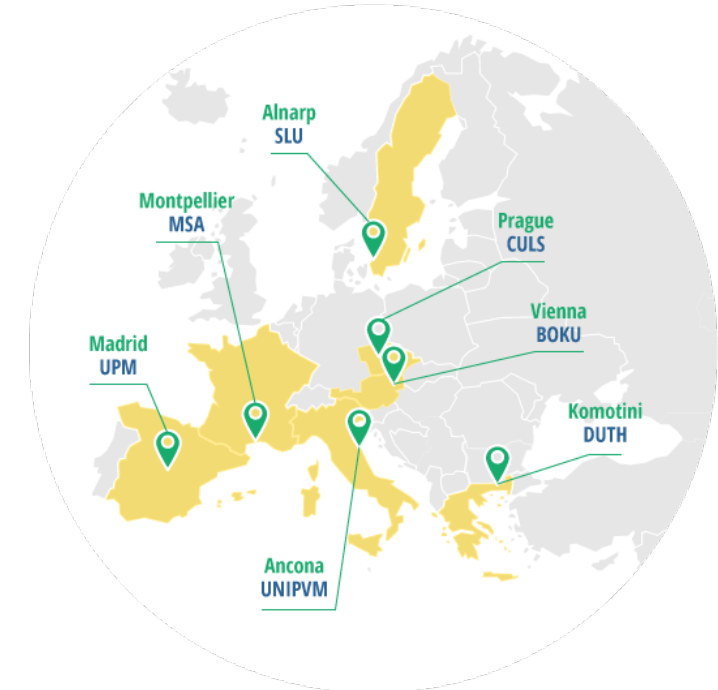 Alnarp
SLU
Montpellier
MSA
Prague
CULS
Vienna
BOKU
Madrid
UPM
Komotini
DUTH
Ancona
UNIPVM